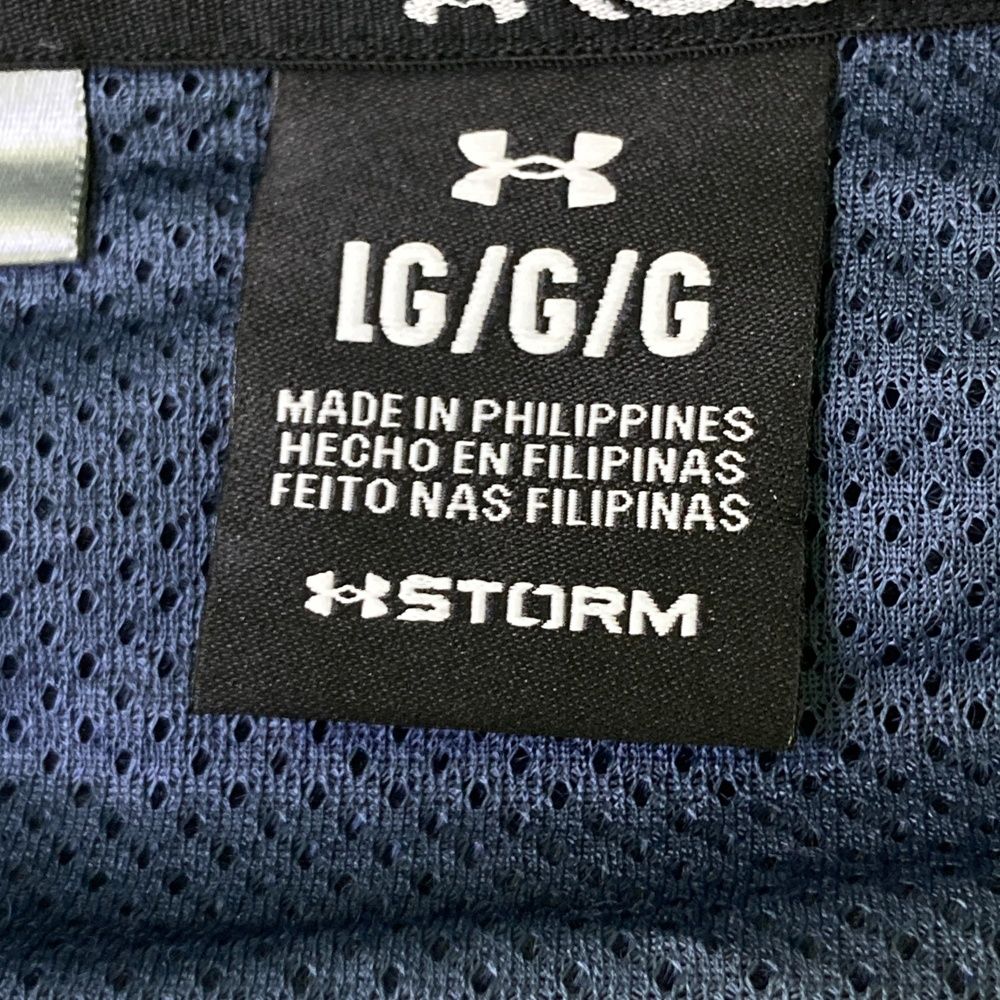 LG/G/G
MADE IN PHILIPPINES
HECHO EN FILIPINAS
FEITO NAS FILIPINAS
STORM